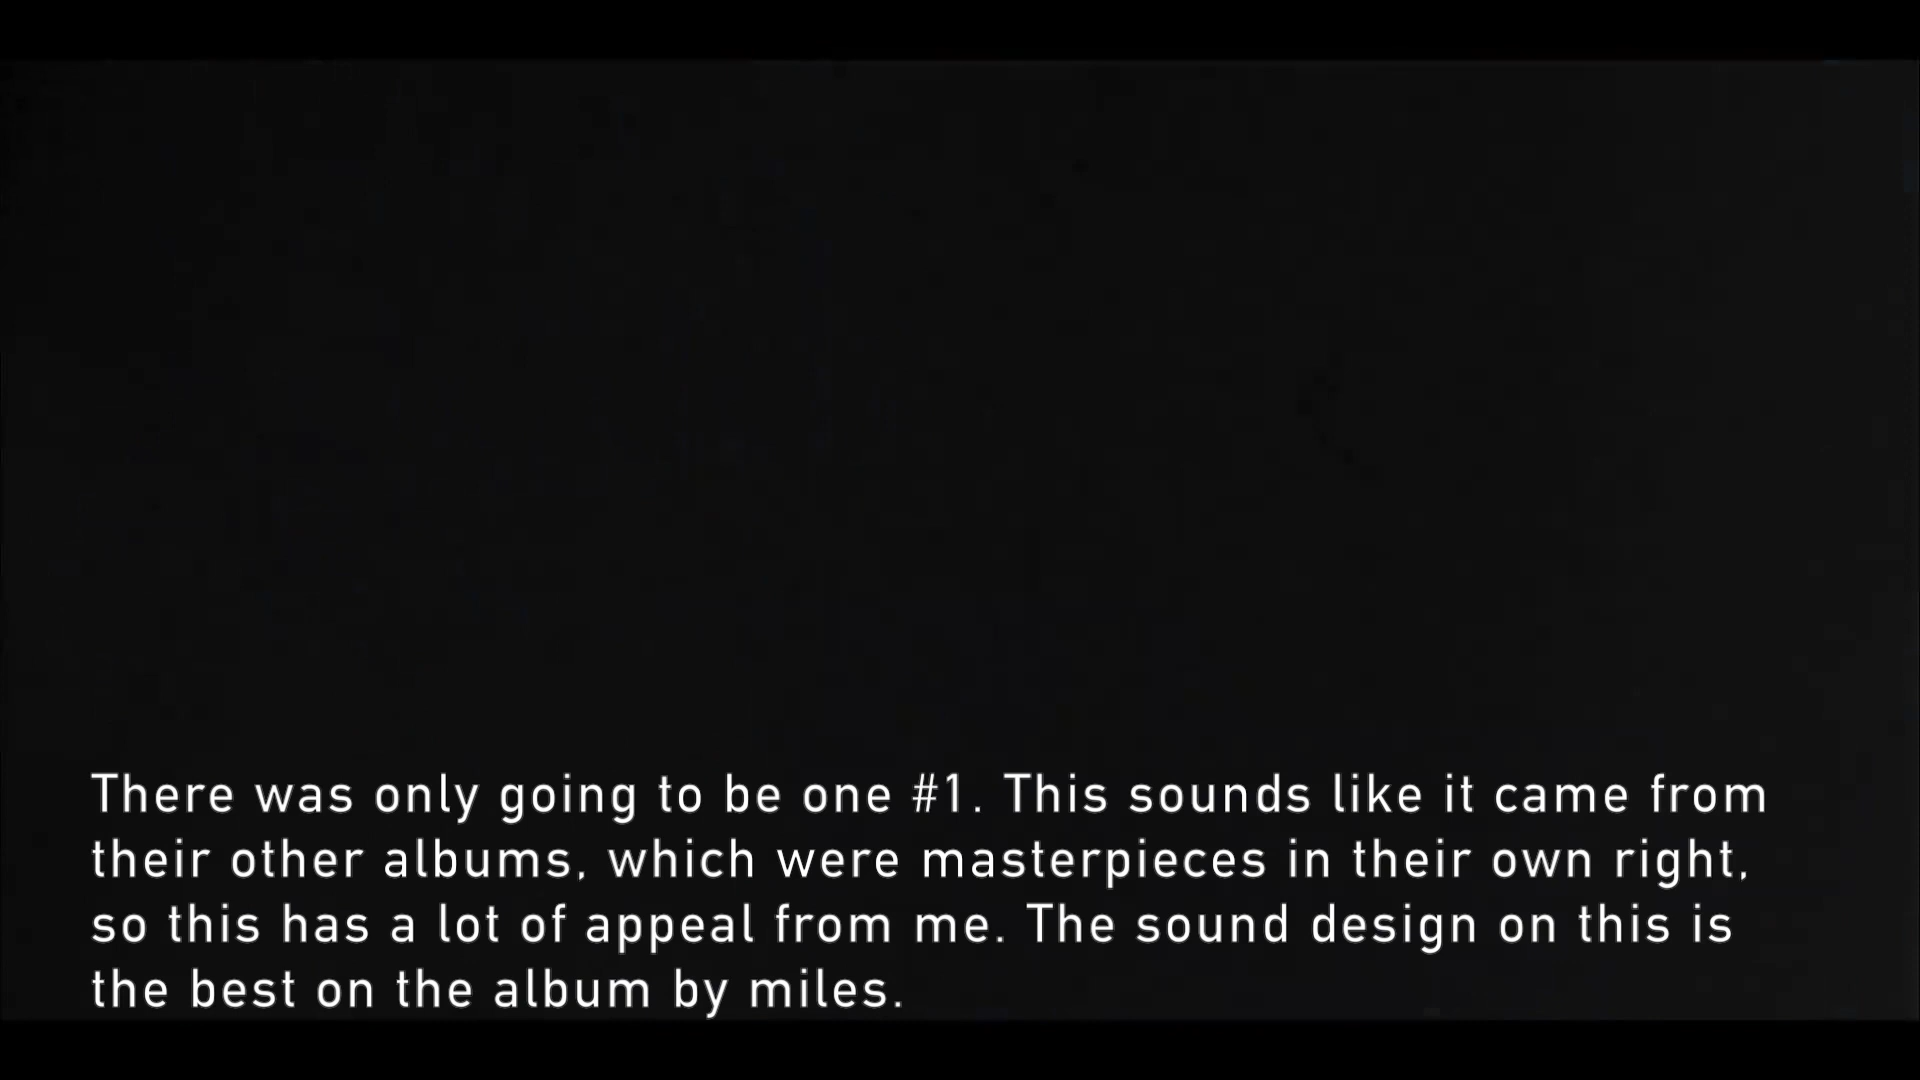 There was only going to be one #1. This sounds like it came from
their other albums, which were masterpieces in their own right,
so this has a lot of appeal from me. The sound design on this is
the best on the album by miles.